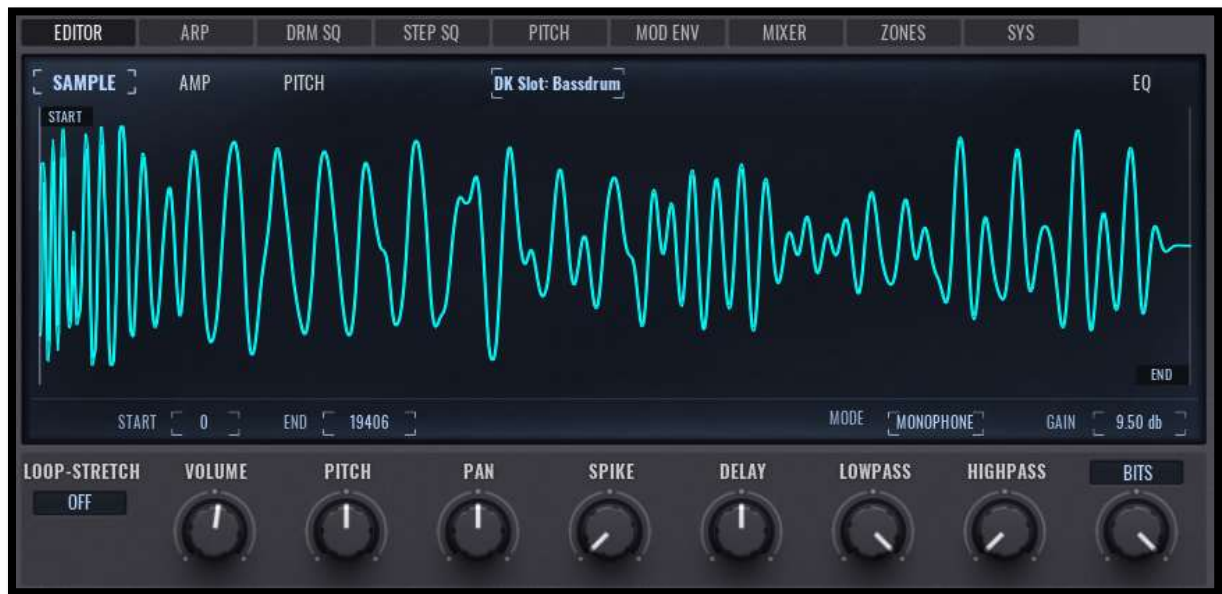 EDITOR ARP DRM SQ STEP SQ PITCH MOD ENV MIXER ZONES SYS
SAMPLE AMP PITCH DK Slot: Bassdrum EQ
START
END
START 0 END 19406 MODE MONOPHONE GAIN 9.50 db
LOOP-STRETCH VOLUME PITCH PAN SPIKE DELAY LOWPASS HIGHPASS BITS
OFF